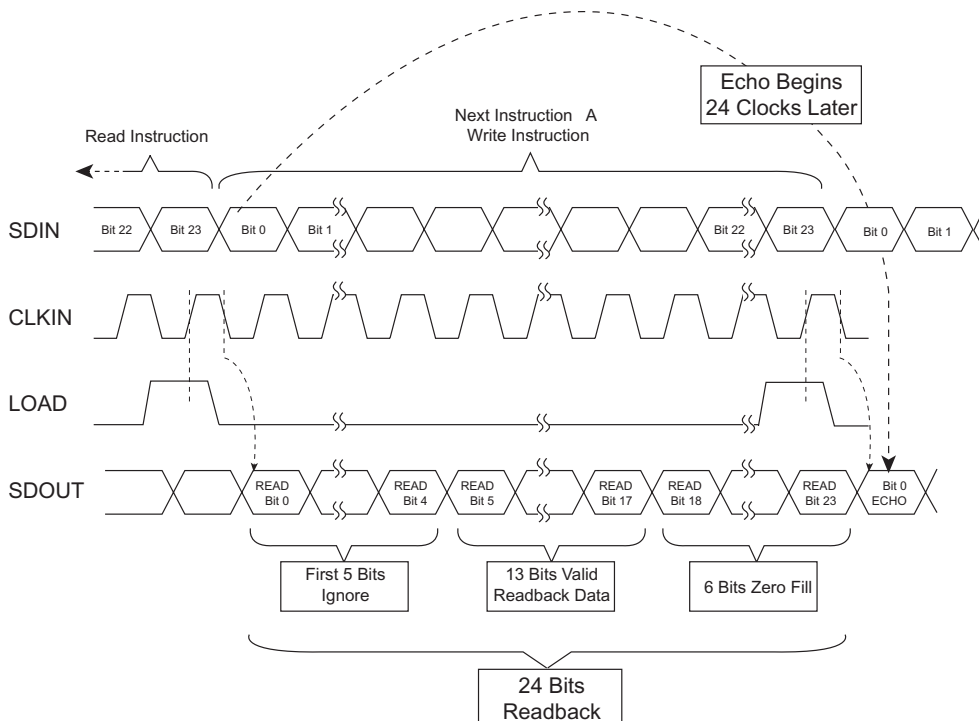 Echo Begins
24 Clocks Later
Next Instruction A
Write Instruction
Read Instruction
SDIN
Bit 22
Bit 23
Bit 0
Bit 1
Bit 22
Bit 23
Bit 0
Bit 1
CLKIN
LOAD
SDOUT
READ
Bit 0
READ
Bit 4
READ
Bit 5
READ
Bit 17
READ
Bit 18
READ
Bit 23
Bit 0
ECHO
First 5 Bits
Ignore
13 Bits Valid
Readback Data
6 Bits Zero Fill
24 Bits
Readback